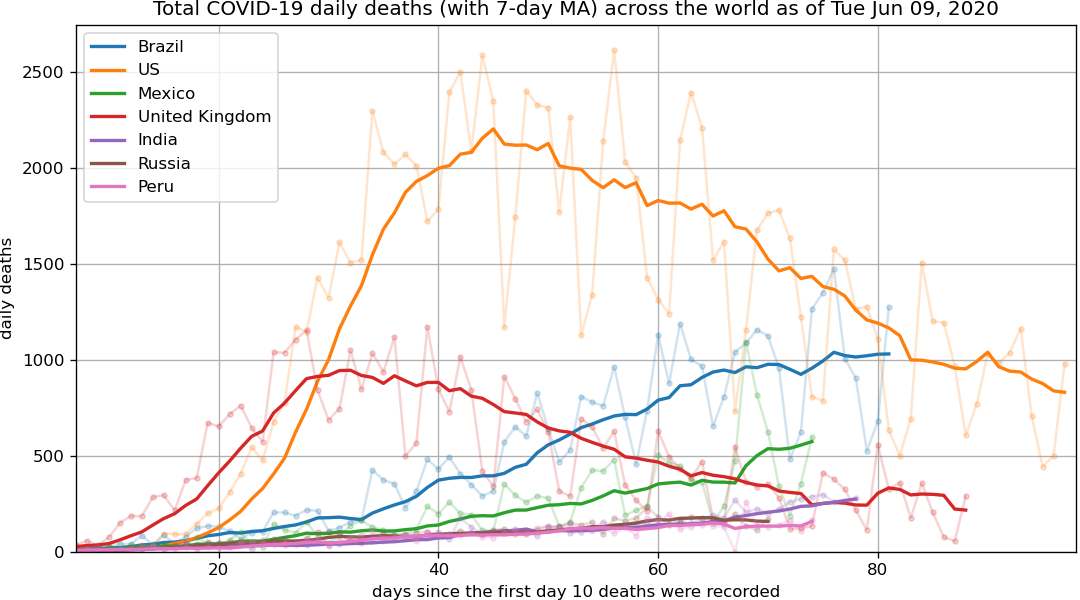 Total COVID-19 daily deaths (with 7-day MA) across the world as of Tue Jun 09, 2020
Brazil
US
Mexico
United Kingdom
India
Russia
Peru
2500
2000
1500
1000
500
0
daily deaths
20
40
60
80
days since the first day 10 deaths were recorded